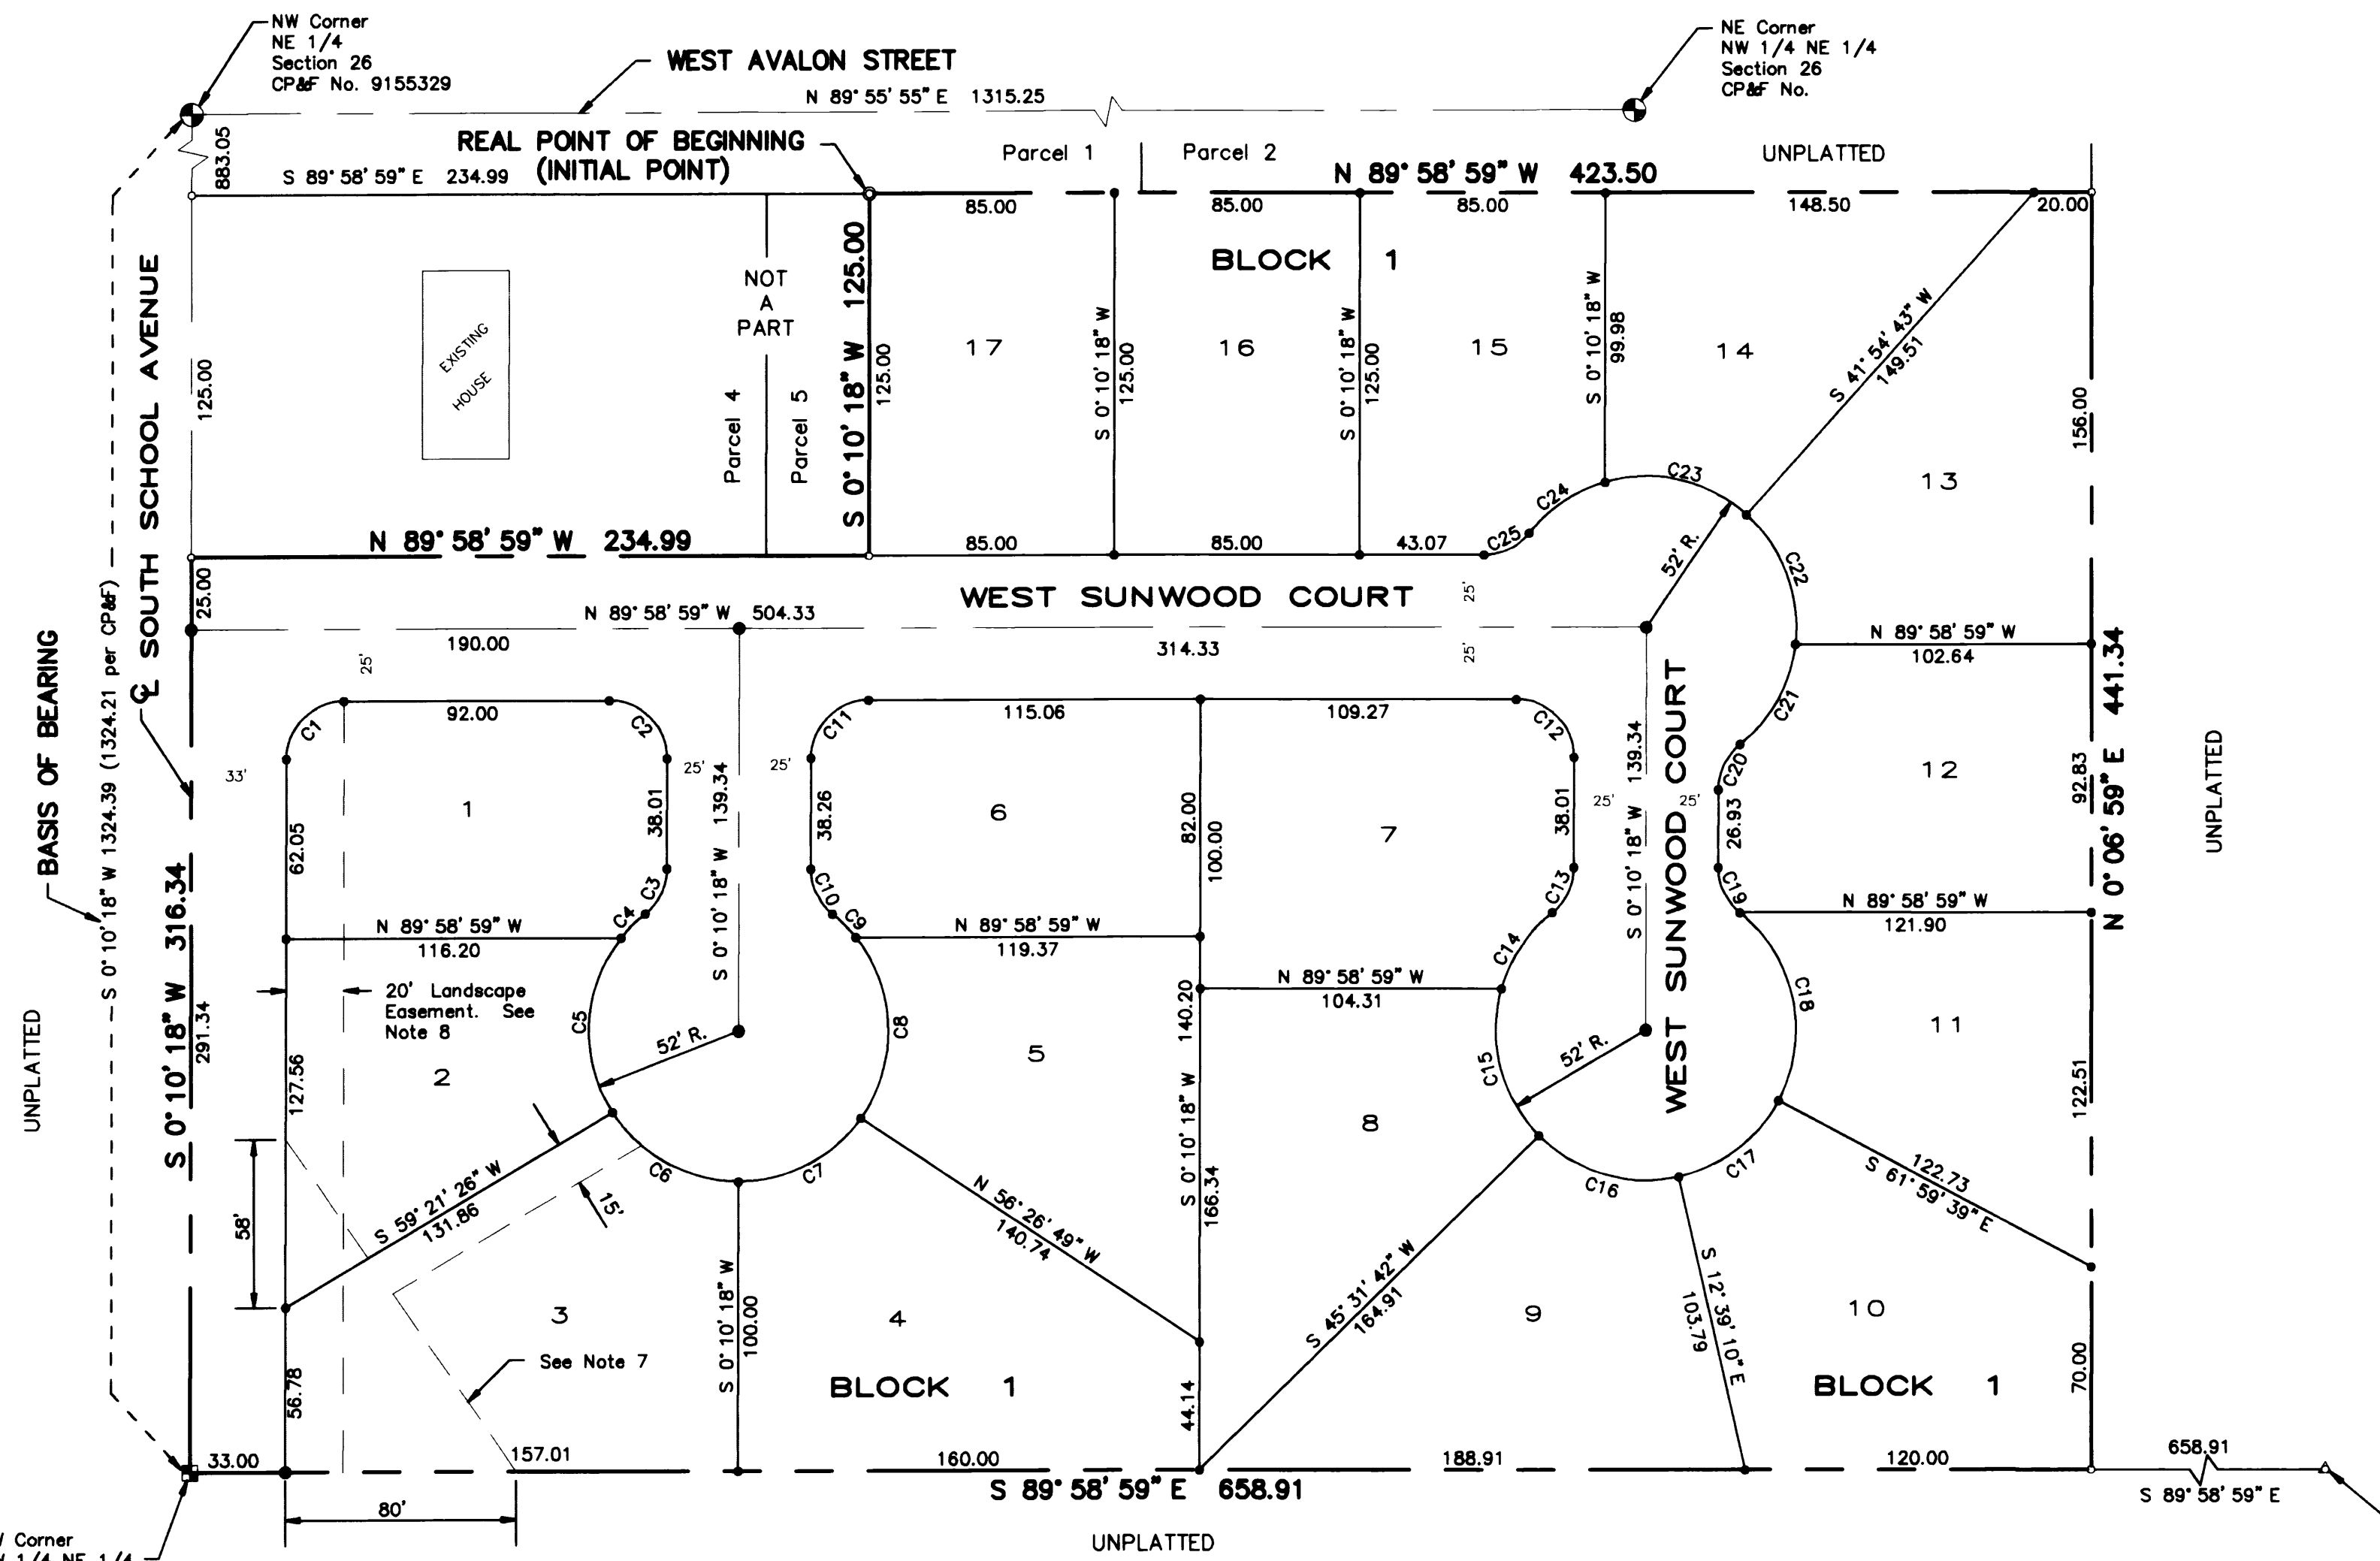 NW Corner
NE 1/4
Section 26
CP&F No. 9155329
WEST AVALON STREET
N 89° 55' 55" E 1315.25
NE Corner
NW 1/4 NE 1/4
Section 26
CP&F No.
REAL POINT OF BEGINNING
(INITIAL POINT)
Parcel 1
Parcel 2
UNPLATTED
883.05
S 89° 58' 59" E 234.99
N 89° 58' 59" W 423.50
85.00
85.00
85.00
148.50
20.00
BLOCK 1
NOT
A
PART
EXISTING
HOUSE
Parcel 4
Parcel 5
S 0° 10' 18" W 125.00
125.00
125.00
17
S 0° 10' 18" W
125.00
16
S 0° 10' 18" W
125.00
15
S 0° 10' 18" W
99.98
14
S 41° 54' 43" W
149.51
13
156.00
N 89° 58' 59" W 234.99
85.00
85.00
43.07
C25
C24
C23
C22
52' R.
25.00
WEST SUNWOOD COURT
25'
N 89° 58' 59" W 504.33
190.00
314.33
25'
25'
N 89° 58' 59" W
102.64
C21
BASIS OF BEARING
S 0° 10' 18" W 1324.39 (1324.21 per CP&F)
℄ SOUTH SCHOOL AVENUE
C1
92.00
C2
C11
115.06
109.27
C12
33'
25'
25'
25'
25'
62.05
1
38.01
S 0° 10' 18" W 139.34
38.26
6
82.00
100.00
7
38.01
S 0° 10' 18" W 139.34
WEST SUNWOOD COURT
C20
26.93
12
92.83
N 0° 06' 59" E 441.34
UNPLATTED
C3
C4
C10
C9
C13
C14
C19
N 89° 58' 59" W
116.20
N 89° 58' 59" W
119.37
N 89° 58' 59" W
104.31
N 89° 58' 59" W
121.90
S 0° 10' 18" W 316.34
291.34
UNPLATTED
20' Landscape
Easement. See
Note 8
C5
52' R.
C8
140.20
C15
52' R.
C18
11
127.56
2
5
8
122.51
58'
S 59° 21' 26" W
131.86
C6
C7
15'
N 56° 26' 49" W
140.74
S 0° 10' 18" W
166.34
C16
C17
122.73
S 61° 59' 39" E
S 45° 31' 42" W
164.91
S 12° 39' 10" E
103.79
3
4
9
10
See Note 7
S 0° 10' 18" W
100.00
BLOCK 1
BLOCK 1
56.78
44.14
70.00
33.00
157.01
160.00
188.91
120.00
658.91
S 89° 58' 59" E 658.91
S 89° 58' 59" E
80'
UNPLATTED
Corner
1/4 NE 1/4